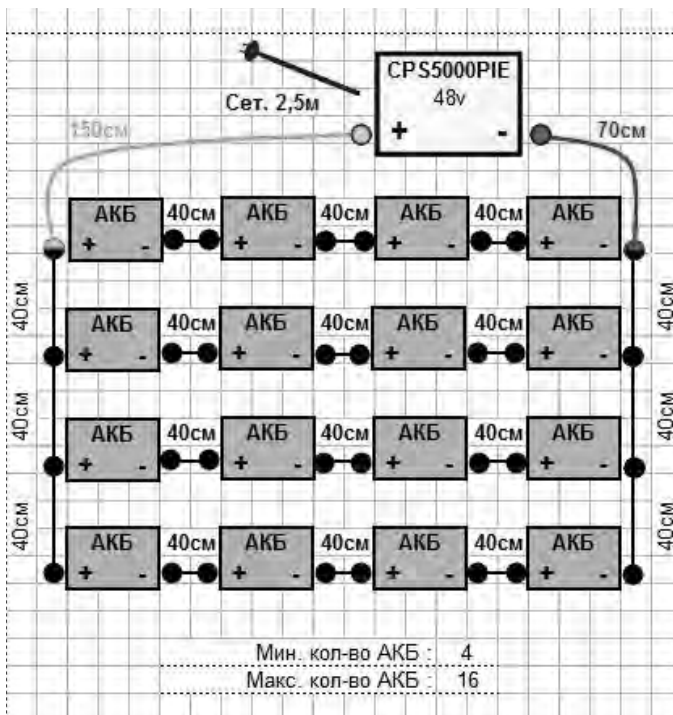 CPS5000PIE
48v
+ -
Сет. 2,5м
150см
70см
АКБ 40см АКБ 40см АКБ 40см АКБ
+ - + - + - + -
40см 40см
АКБ 40см АКБ 40см АКБ 40см АКБ
+ - + - + - + -
40см 40см
АКБ 40см АКБ 40см АКБ 40см АКБ
+ - + - + - + -
40см 40см
АКБ 40см АКБ 40см АКБ 40см АКБ
+ - + - + - + -
Мин. кол-во АКБ : 4
Макс. кол-во АКБ : 16